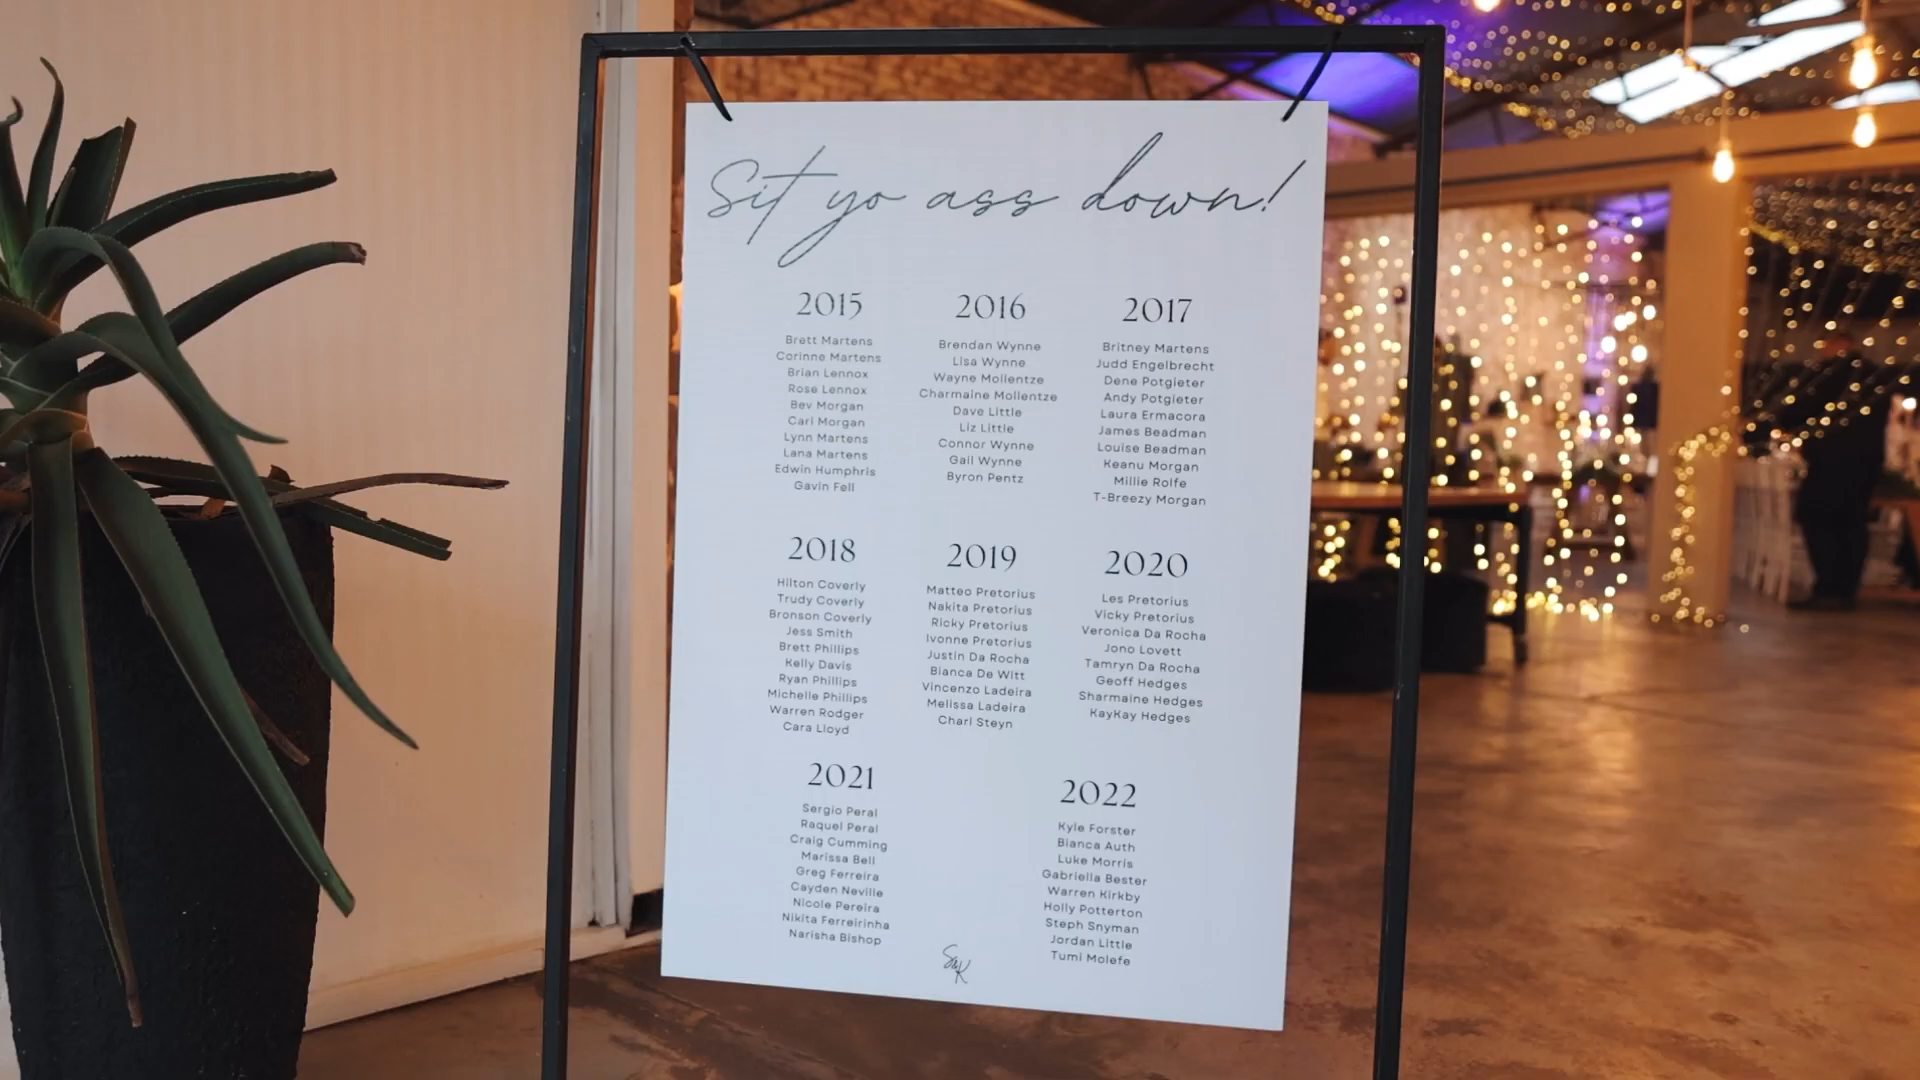 Sit yo ass down!
2015
Brett Martens
Corinne Martens
Brian Lennox
Rose Lennox
Bev Morgan
Carl Morgan
Lynn Martens
Lana Martens
Edwin Humphris
Gavin Fell
2016
Brendan Wynne
Lisa Wynne
Wayne Mollentze
Charmaine Mollentze
Dave Little
Liz Little
Connor Wynne
Gail Wynne
Byron Pentz
2017
Britney Martens
Judd Engelbrecht
Dene Potgieter
Andy Potgieter
Laura Ermacora
James Beadman
Louise Beadman
Keanu Morgan
Millie Rolfe
T-Breezy Morgan
2018
Hilton Coverly
Trudy Coverly
Bronson Coverly
Jess Smith
Brett Phillips
Kelly Davis
Ryan Phillips
Michelle Phillips
Warren Rodger
Cara Lloyd
2019
Matteo Pretorius
Nakita Pretorius
Ricky Pretorius
Ivonne Pretorius
Justin Da Rocha
Bianca De Witt
Vincenzo Ladeira
Melissa Ladeira
Charl Steyn
2020
Les Pretorius
Vicky Pretorius
Veronica Da Rocha
Jono Lovett
Tamryn Da Rocha
Geoff Hedges
Sharmaine Hedges
KayKay Hedges
2021
Sergio Peral
Raquel Peral
Craig Cumming
Marissa Bell
Greg Ferreira
Cayden Neville
Nicole Pereira
Nikita Ferreirinha
Narisha Bishop
2022
Kyle Forster
Bianca Auth
Luke Morris
Gabriella Bester
Warren Kirkby
Holly Potterton
Steph Snyman
Jordan Little
Tumi Molefe
S&K